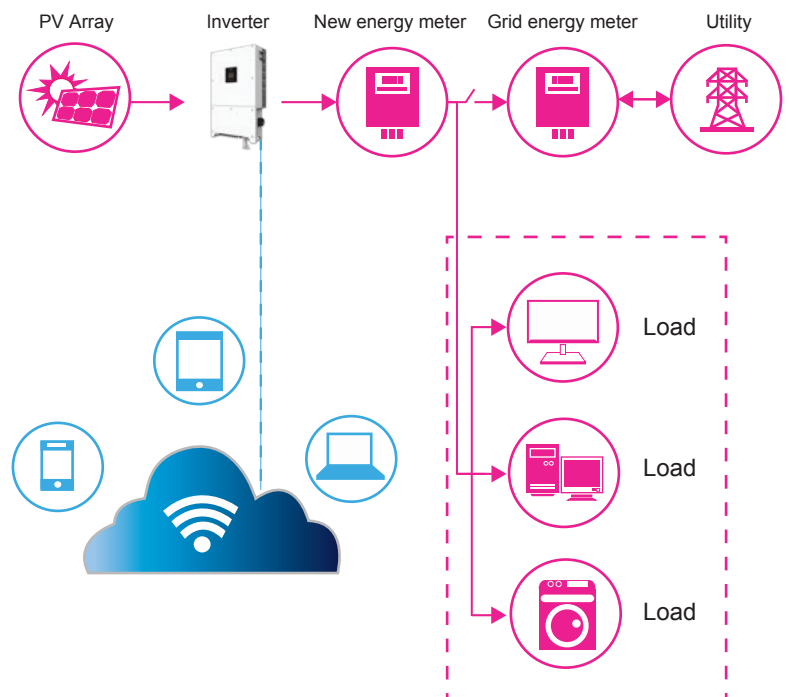 PV Array
Inverter
New energy meter
Grid energy meter
Utility
Load
Load
Load